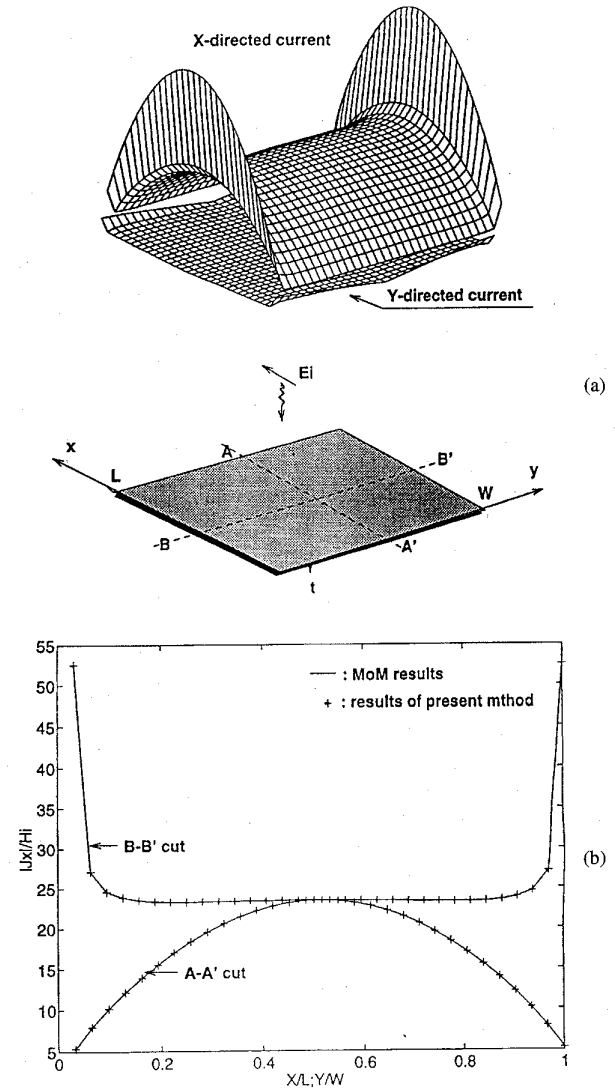 X-directed current
Y-directed current
Ei
(a)
x
L
A
B'
y
W
B
A'
t
55
50
45
40
35
30
25
20
15
10
5
— : MoM results
+ : results of present mthod
B-B' cut
A-A' cut
(b)
|Jx|/Hi
0
0.2
0.4
0.6
0.8
1
X/L;Y/W